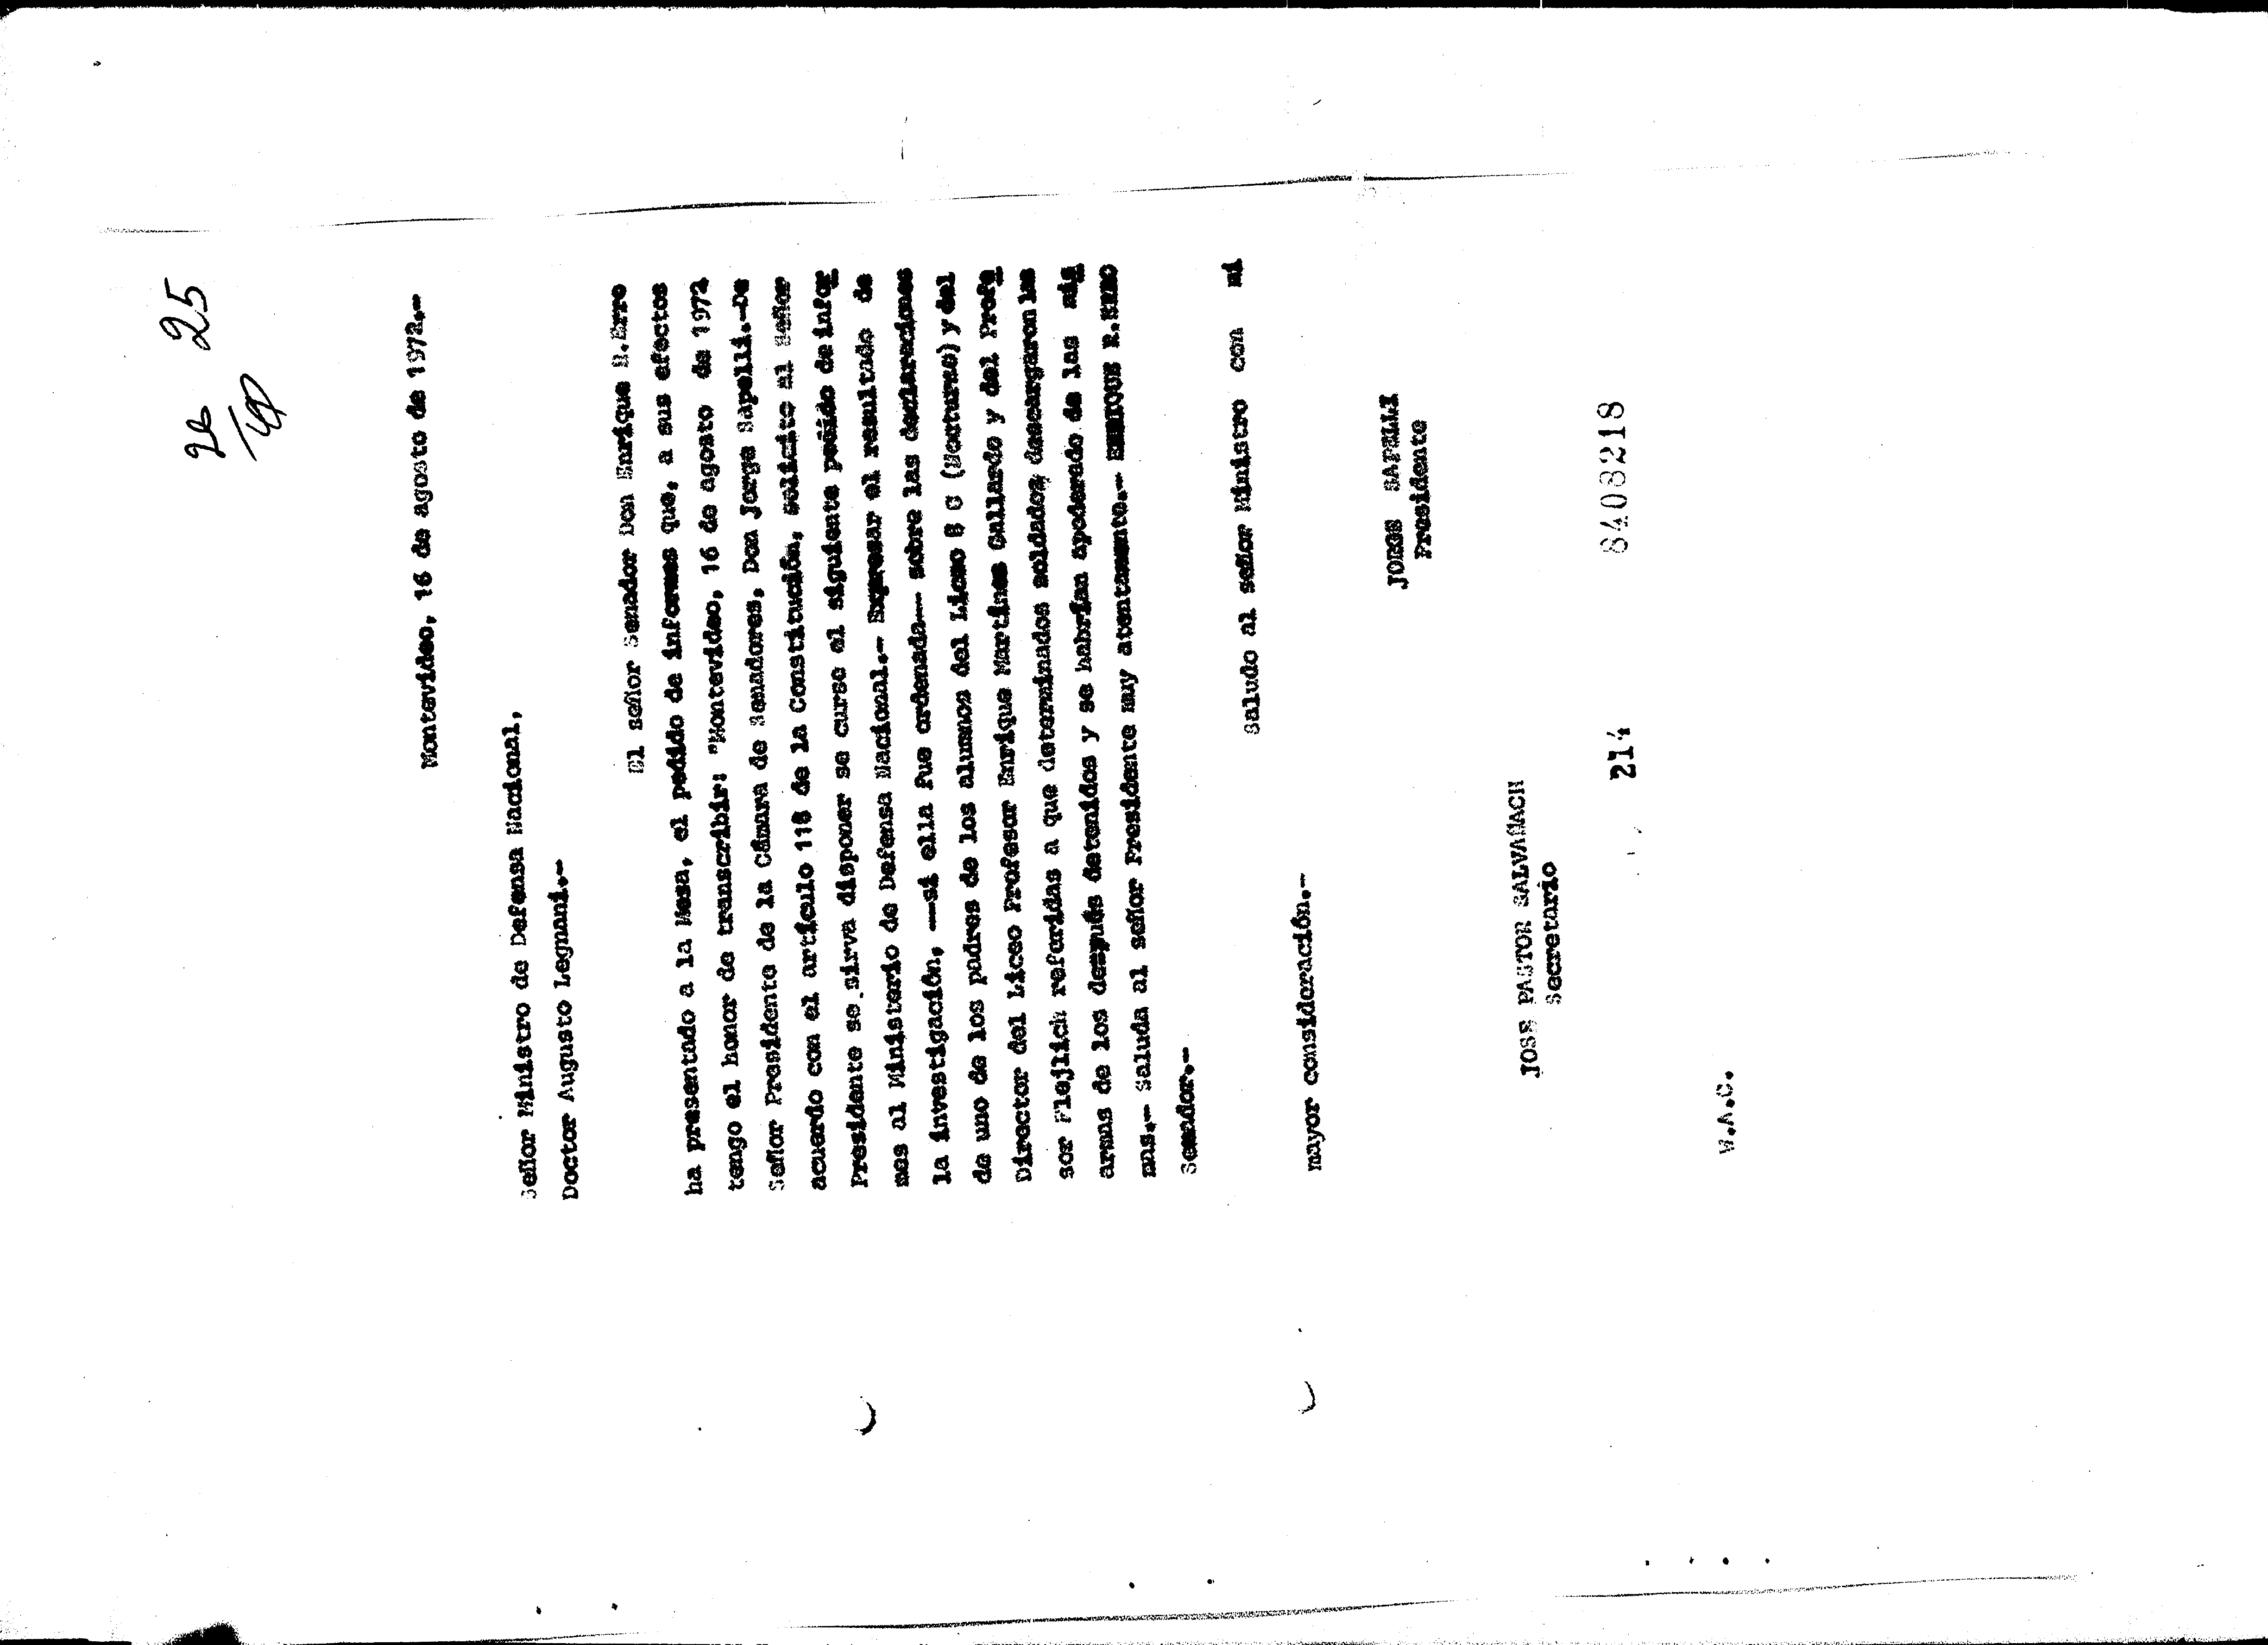 26 25
Montevideo, 16 de agosto de 1972.-
Señor Ministro de Defensa Nacional,
Doctor Augusto Legnani.-
El señor Senador Don Enrique R.Erro
ha presentado a la Mesa, el pedido de informes que, a sus efectos
tengo el honor de transcribir: "Montevideo, 16 de agosto de 1972
Señor Presidente de la Cámara de Senadores, Don Jorge Sapelli.-De
acuerdo con el artículo 118 de la Constitución, solicito al Señor
Presidente se sirva disponer se curse el siguiente pedido de infor
mes al Ministerio de Defensa Nacional.- Expresar el resultado de
la investigación, --si ella fue ordenada-- sobre las declaraciones
de uno de los padres de los alumnos del Liceo 8 (Nocturno) y del
Director del Liceo Profesor Enrique Martínez Gallardo y del Profe
sor Flejlich referidas a que determinados soldados descargaron las
armas de los después detenidos y se habrían apoderado de las mis
mas.- Saluda al señor Presidente muy atentamente.- ENRIQUE R.ERRO
Senador.-
Saludo al señor Ministro con mi
mayor consideración.-
JORGE SAPELLI
Presidente
JOSE PASTOR SALVAÑACH
Secretario
214 8408218
W.A.C.